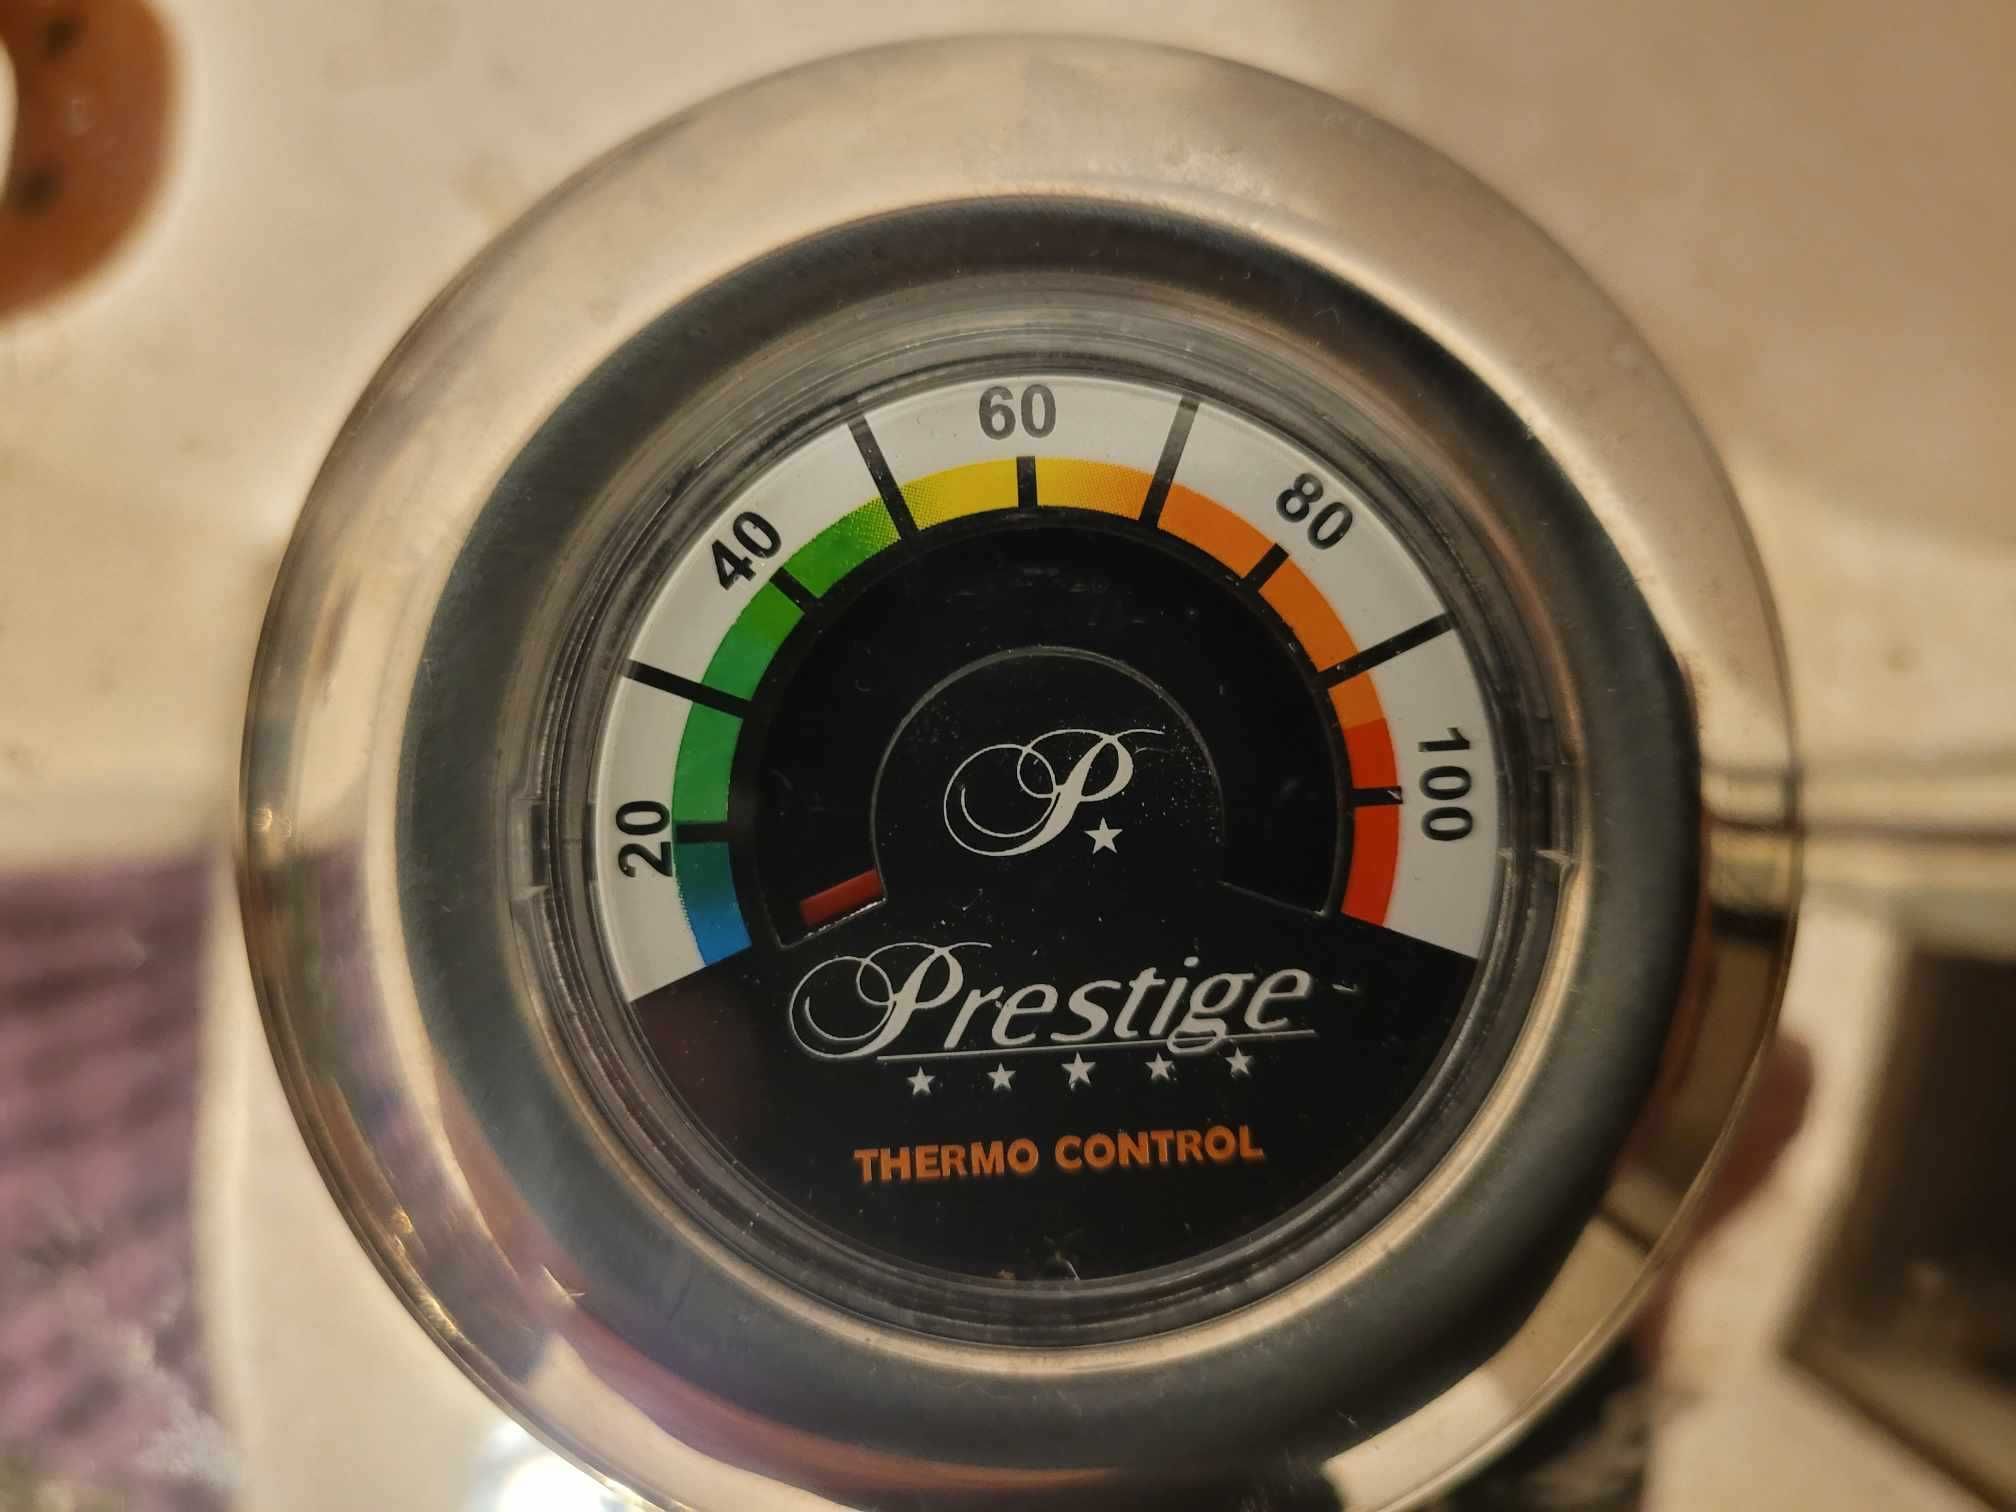 20
40
60
80
100
P
Prestige
THERMO CONTROL